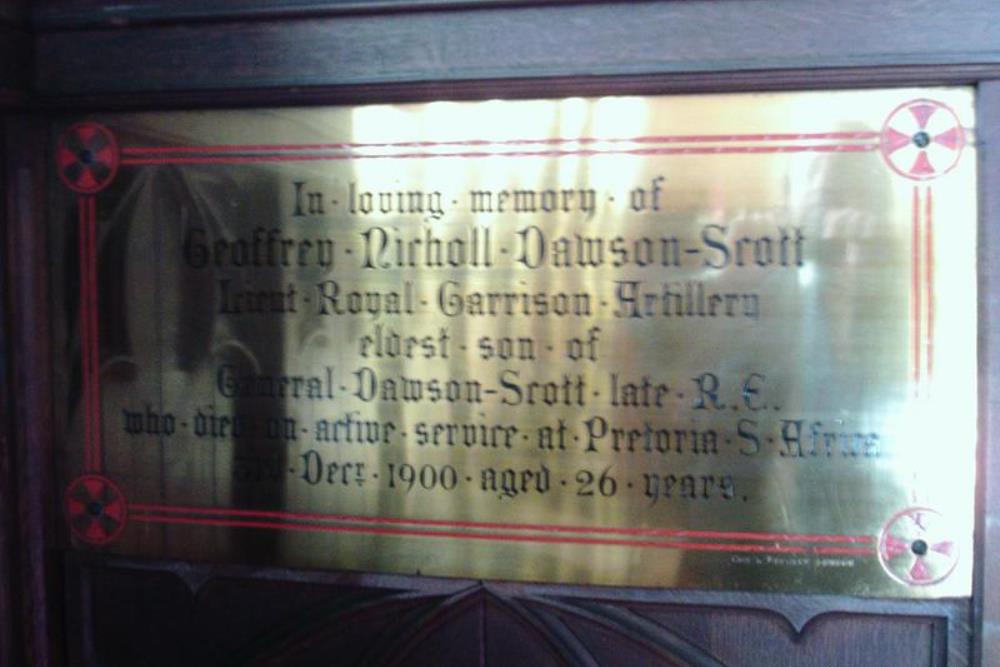 In · loving · memory · of
Geoffrey · Nicholl · Dawson-Scott
Lieut · Royal · Garrison · Artillery
eldest · son · of
General · Dawson-Scott · late · R.E.
who · died · on · active · service · at · Pretoria · S · Africa
Decr · 1900 · aged · 26 · years.
LONDON